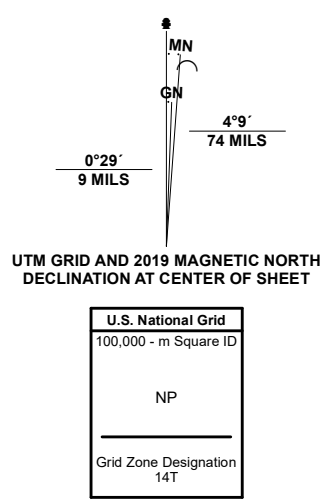 MN
GN
4°9´
74 MILS
0°29´
9 MILS
UTM GRID AND 2019 MAGNETIC NORTH
DECLINATION AT CENTER OF SHEET
U.S. National Grid
100,000 - m Square ID
NP
Grid Zone Designation
14T